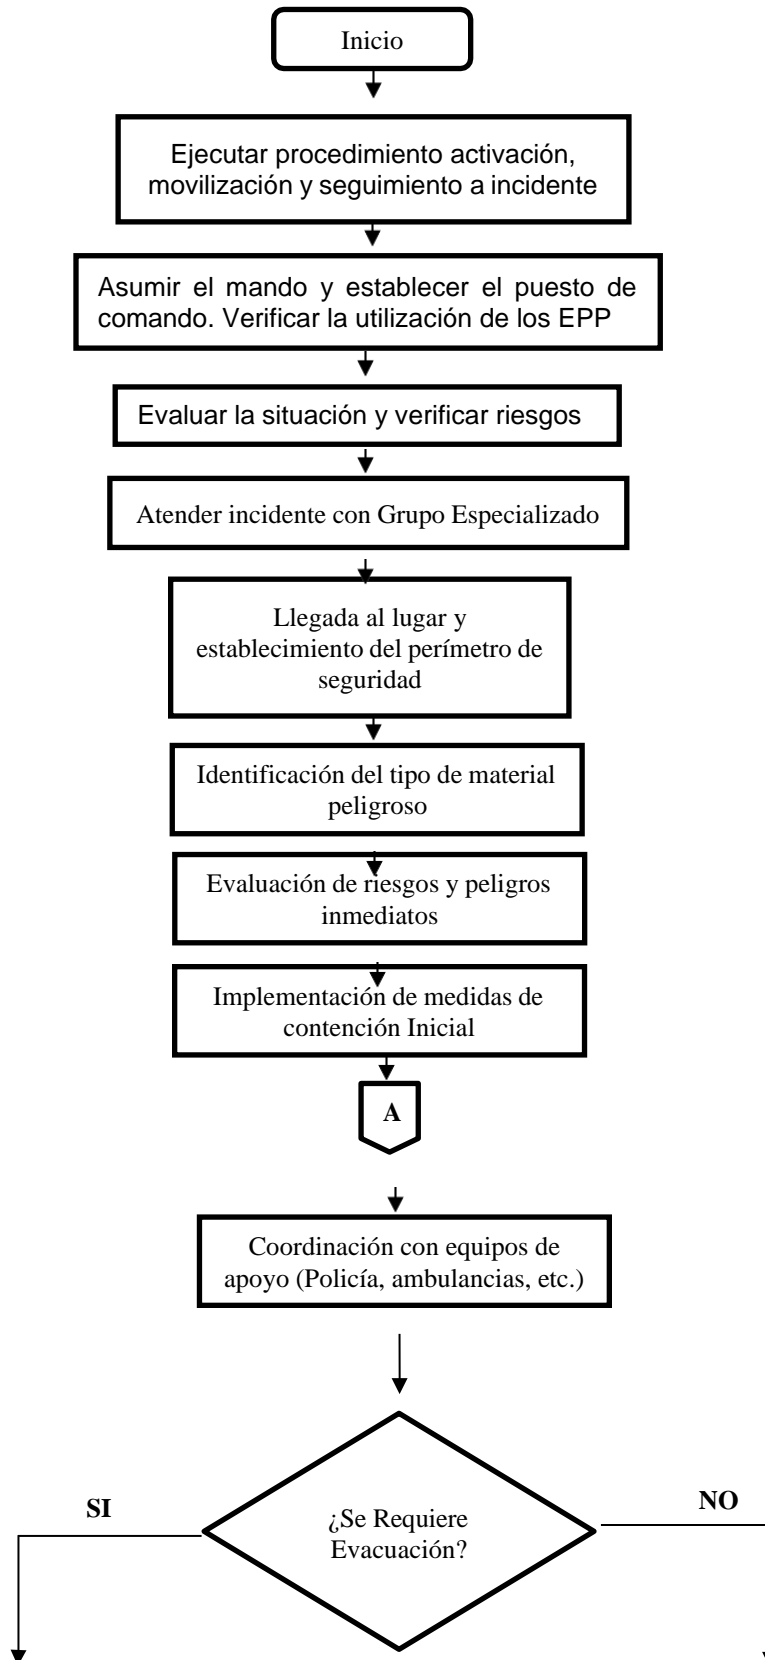 Inicio
Ejecutar procedimiento activación,
movilización y seguimiento a incidente
Asumir el mando y establecer el puesto de
comando. Verificar la utilización de los EPP
Evaluar la situación y verificar riesgos
Atender incidente con Grupo Especializado
Llegada al lugar y
establecimiento del perímetro de
seguridad
Identificación del tipo de material
peligroso
Evaluación de riesgos y peligros
inmediatos
Implementación de medidas de
contención Inicial
A
Coordinación con equipos de
apoyo (Policía, ambulancias, etc.)
SI
NO
¿Se Requiere
Evacuación?